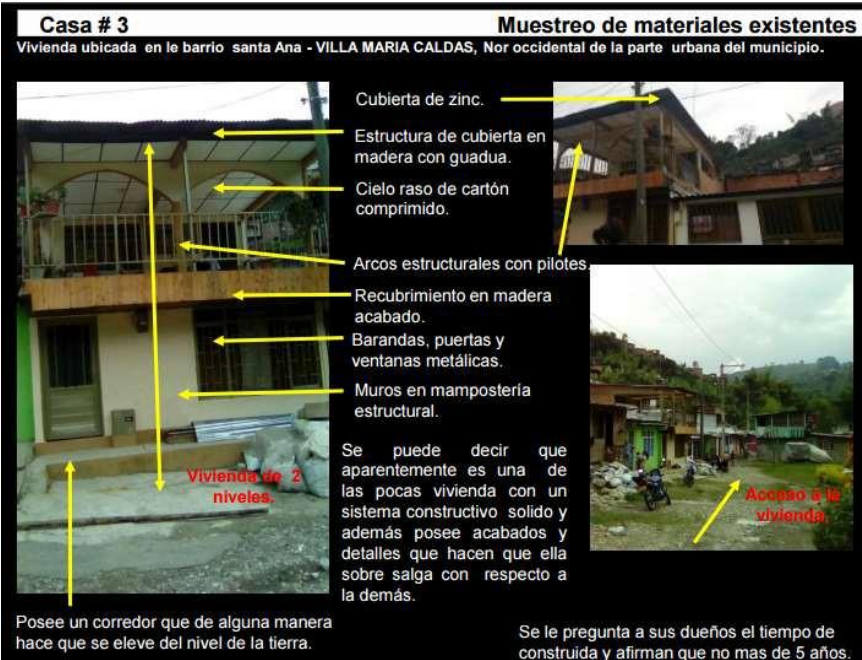 Casa # 3
Muestreo de materiales existentes
Vivienda ubicada en le barrio santa Ana - VILLA MARIA CALDAS, Nor occidental de la parte urbana del municipio.
Cubierta de zinc.
Estructura de cubierta en
madera con guadua.
Cielo raso de cartón
comprimido.
Arcos estructurales con pilotes.
Recubrimiento en madera
acabado.
Barandas, puertas y
ventanas metálicas.
Muros en mampostería
estructural.
Se puede decir que
aparentemente es una de
las pocas vivienda con un
sistema constructivo solido y
además posee acabados y
detalles que hacen que ella
sobre salga con respecto a
la demás.
Vivienda de 2
niveles.
Acceso a la
vivienda.
Posee un corredor que de alguna manera
hace que se eleve del nivel de la tierra.
Se le pregunta a sus dueños el tiempo de
construida y afirman que no mas de 5 años.